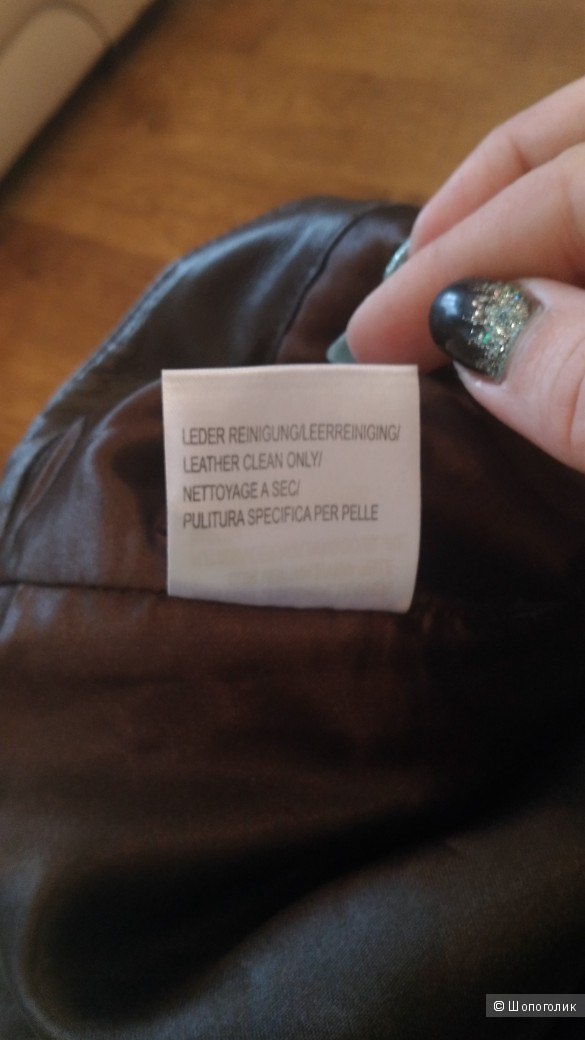 LEDER REINIGUNG/LEERREINIGING/
LEATHER CLEAN ONLY/
NETTOYAGE A SEC/
PULITURA SPECIFICA PER PELLE
© Шопоголик